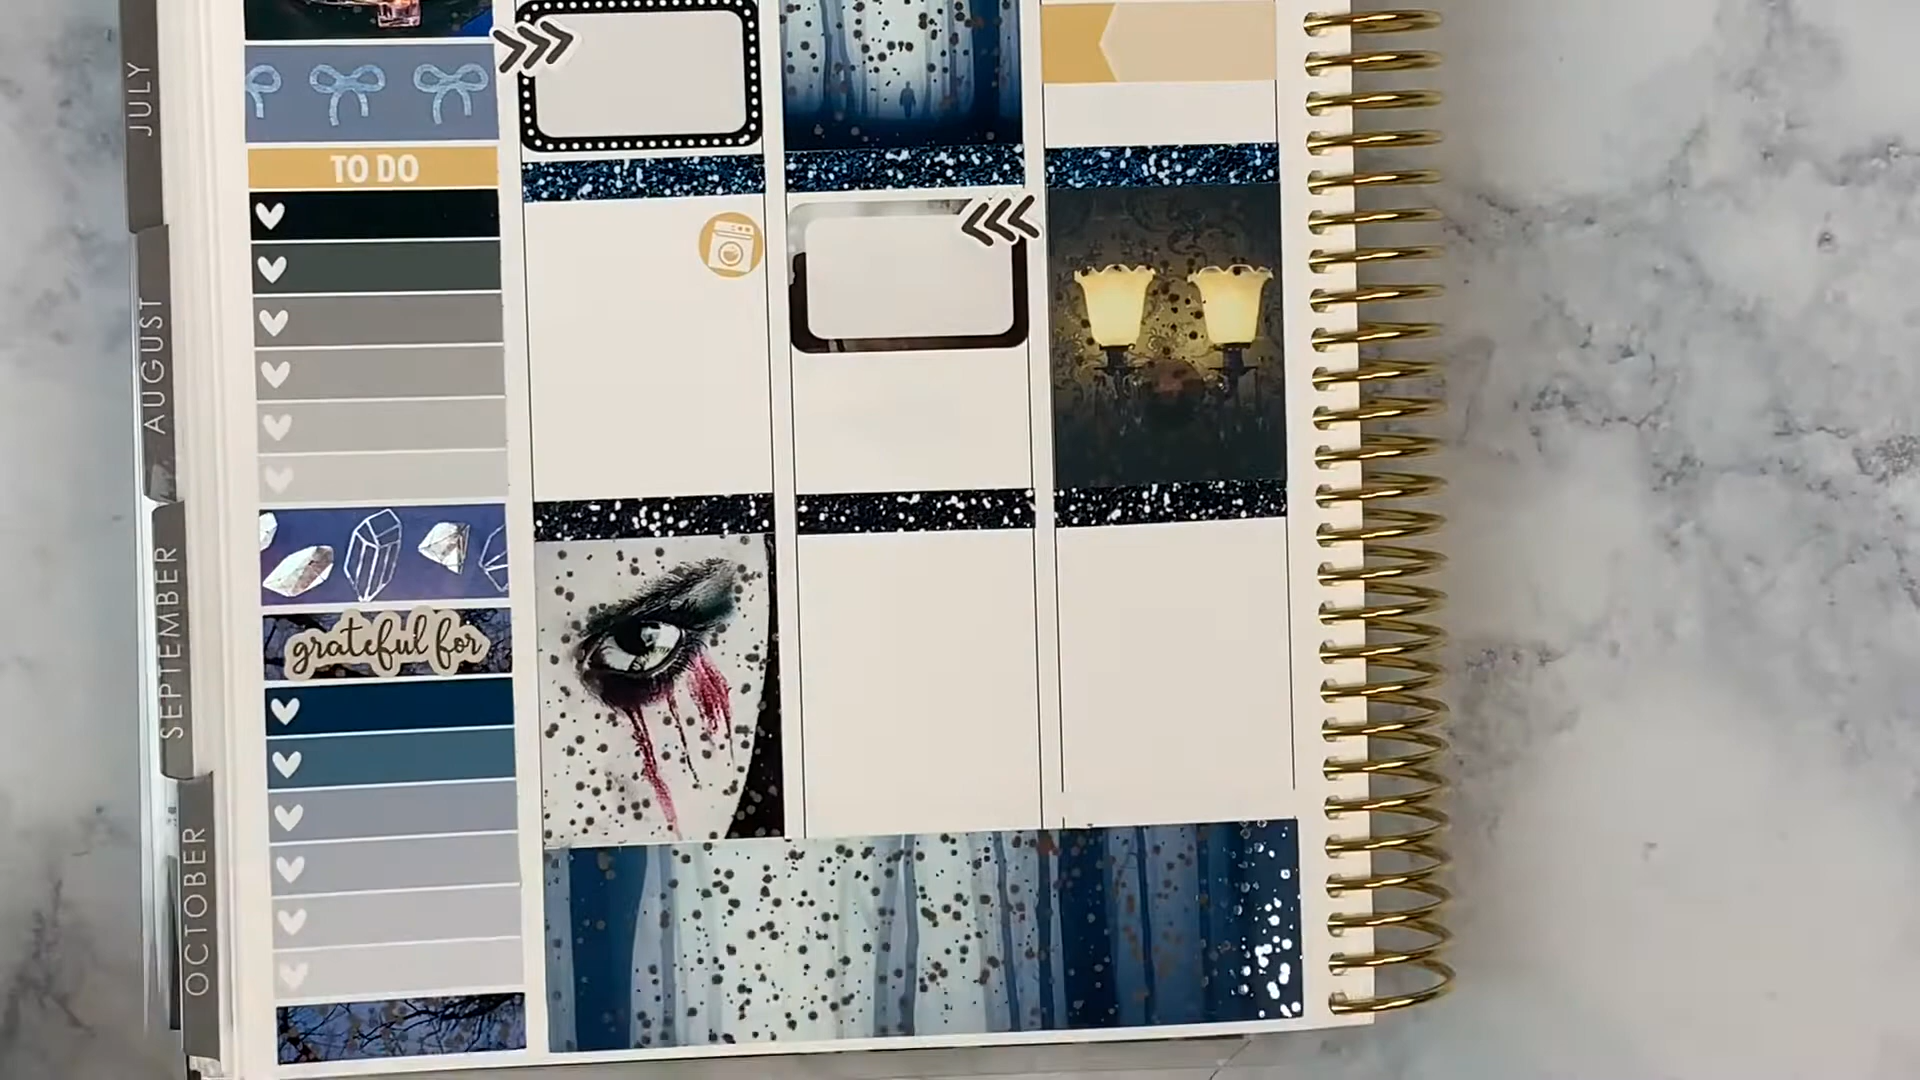 JULY
AUGUST
SEPTEMBER
OCTOBER
TO DO
grateful for